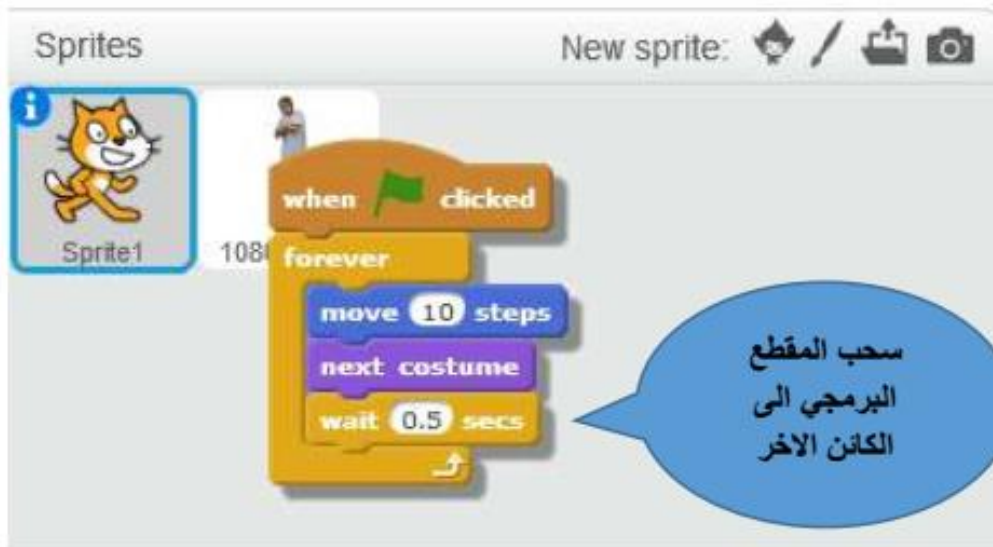 Sprites
New sprite:
Sprite1
108
when clicked
forever
move 10 steps
next costume
wait 0.5 secs
سحب المقطع
البرمجي الى
الكائن الاخر